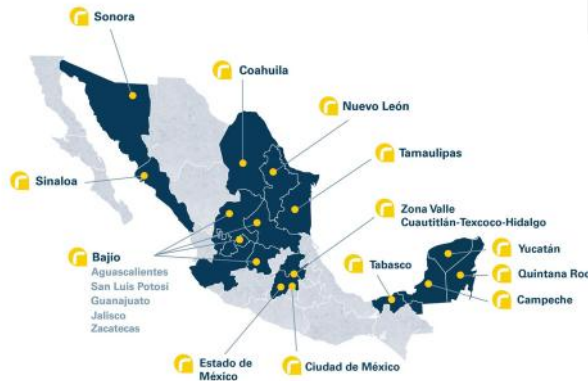 Sonora
Coahuila
Nuevo León
Tamaulipas
Sinaloa
Zona Valle
Cuautitlán-Texcoco-Hidalgo
Bajío
Aguascalientes
San Luis Potosí
Guanajuato
Jalisco
Zacatecas
Yucatán
Tabasco
Quintana Roo
Campeche
Estado de
México
Ciudad de México